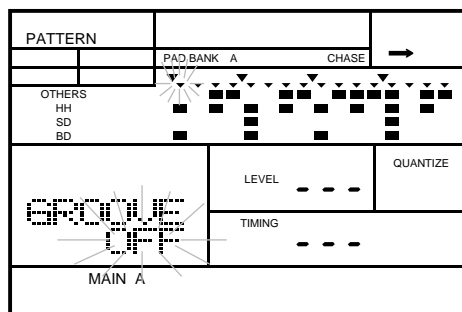 PATTERN
PAD BANK A CHASE
OTHERS
HH
SD
BD
LEVEL - - - QUANTIZE
GROOVE
OFF
TIMING - - -
MAIN A